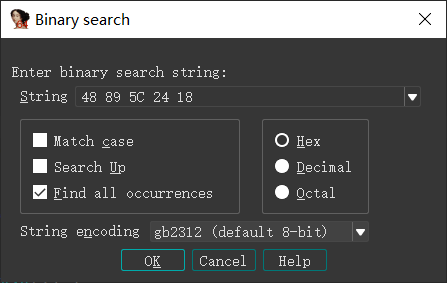 Binary search
Enter binary search string:
String 48 89 5C 24 18
Match case
Search Up
Find all occurrences
Hex
Decimal
Octal
String encoding gb2312 (default 8-bit)
OK Cancel Help